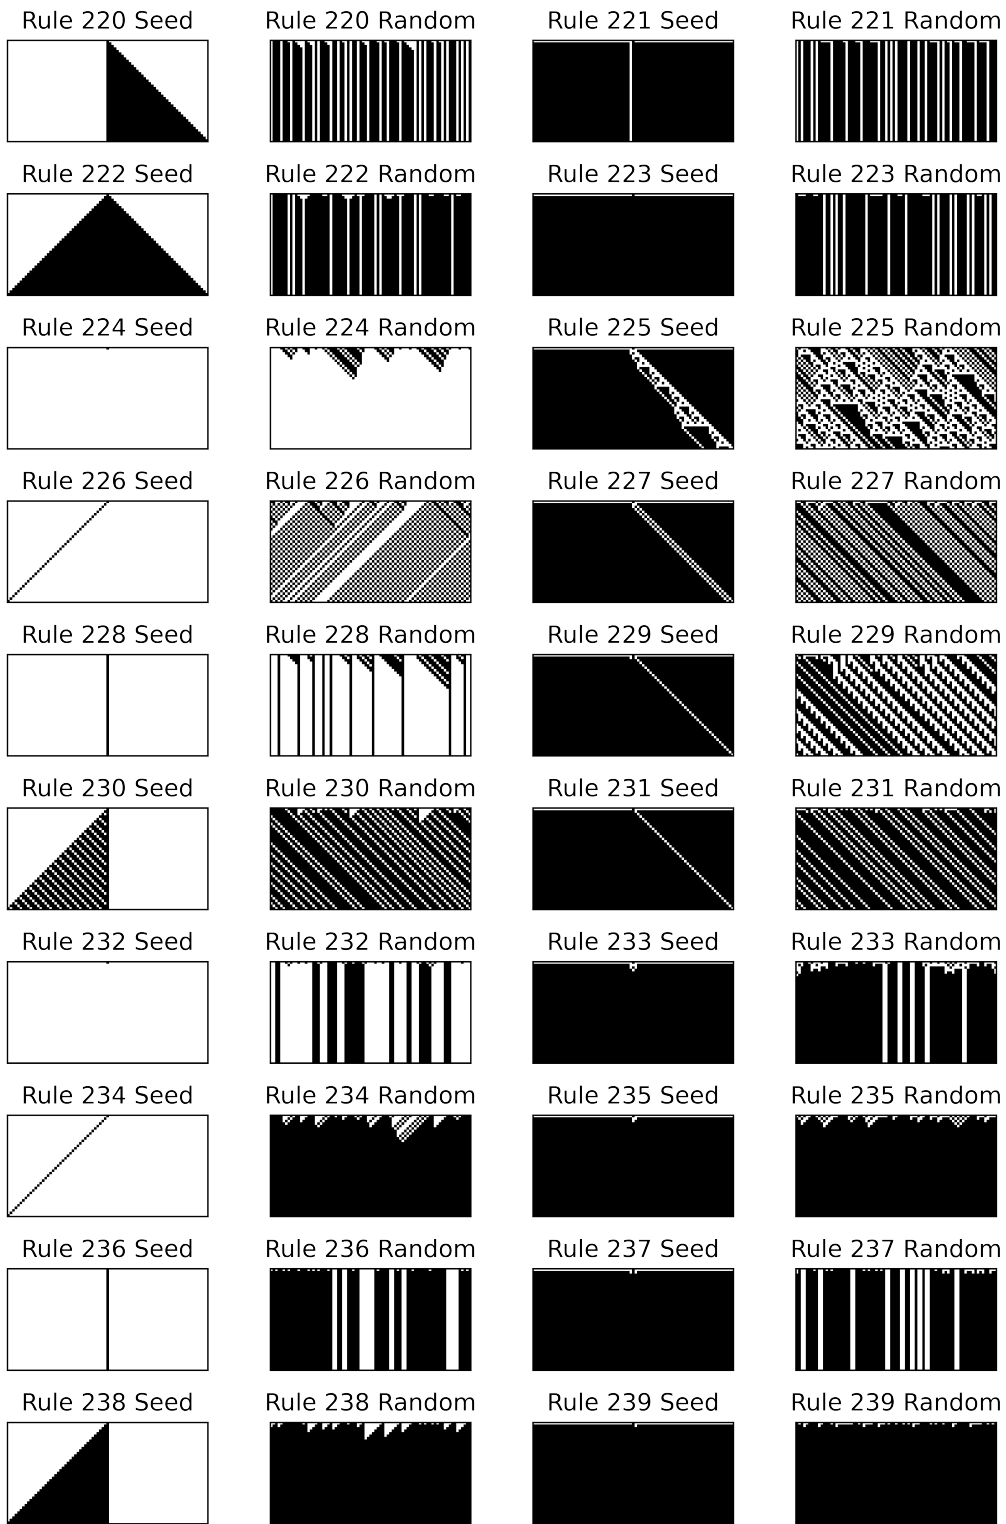 Rule 220 Seed Rule 220 Random Rule 221 Seed Rule 221 Random
Rule 222 Seed Rule 222 Random Rule 223 Seed Rule 223 Random
Rule 224 Seed Rule 224 Random Rule 225 Seed Rule 225 Random
Rule 226 Seed Rule 226 Random Rule 227 Seed Rule 227 Random
Rule 228 Seed Rule 228 Random Rule 229 Seed Rule 229 Random
Rule 230 Seed Rule 230 Random Rule 231 Seed Rule 231 Random
Rule 232 Seed Rule 232 Random Rule 233 Seed Rule 233 Random
Rule 234 Seed Rule 234 Random Rule 235 Seed Rule 235 Random
Rule 236 Seed Rule 236 Random Rule 237 Seed Rule 237 Random
Rule 238 Seed Rule 238 Random Rule 239 Seed Rule 239 Random